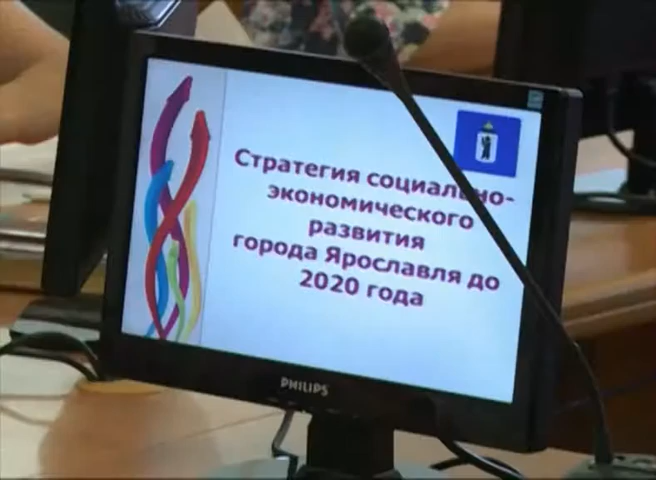 Стратегия социально-
экономического
развития
города Ярославля до
2020 года
PHILIPS